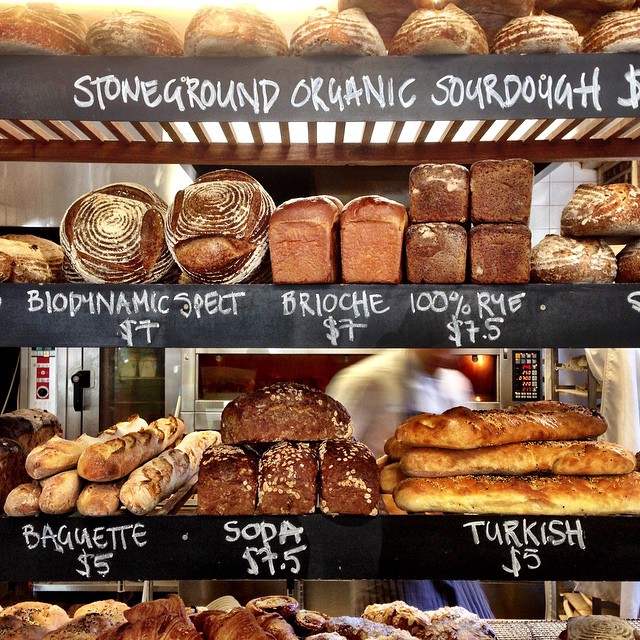 STONEGROUND ORGANIC SOURDOUGH $
BIODYNAMIC SPELT BRIOCHE 100% RYE S
$7 $7 $7.5
BAGUETTE SODA TURKISH
$5 $7.5 $5